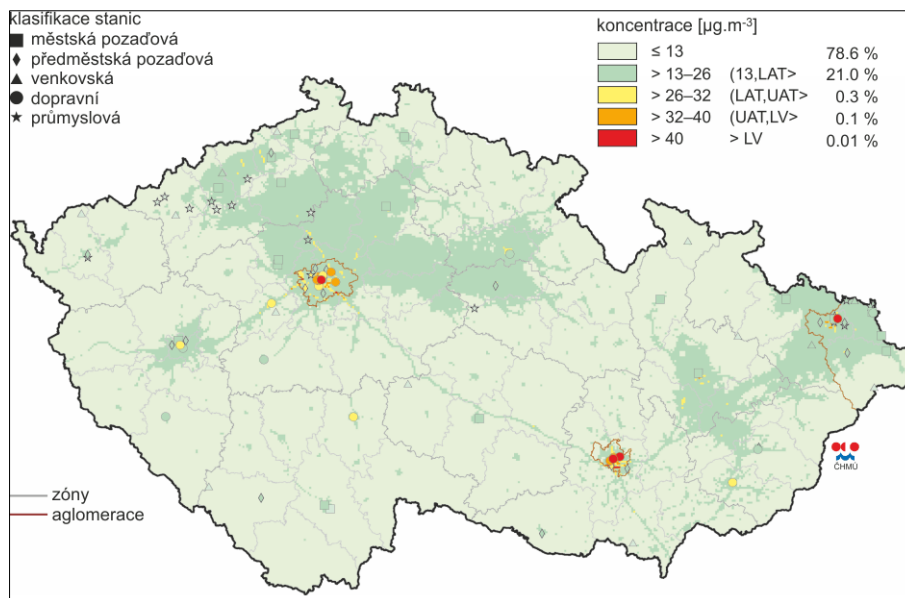 klasifikace stanic
městská pozaďová
předměstská pozaďová
venkovská
dopravní
průmyslová
koncentrace [µg.m⁻³]
≤ 13 78.6 %
> 13–26 (13,LAT> 21.0 %
> 26–32 (LAT,UAT> 0.3 %
> 32–40 (UAT,LV> 0.1 %
> 40 > LV 0.01 %
ČHMÚ
zóny
aglomerace